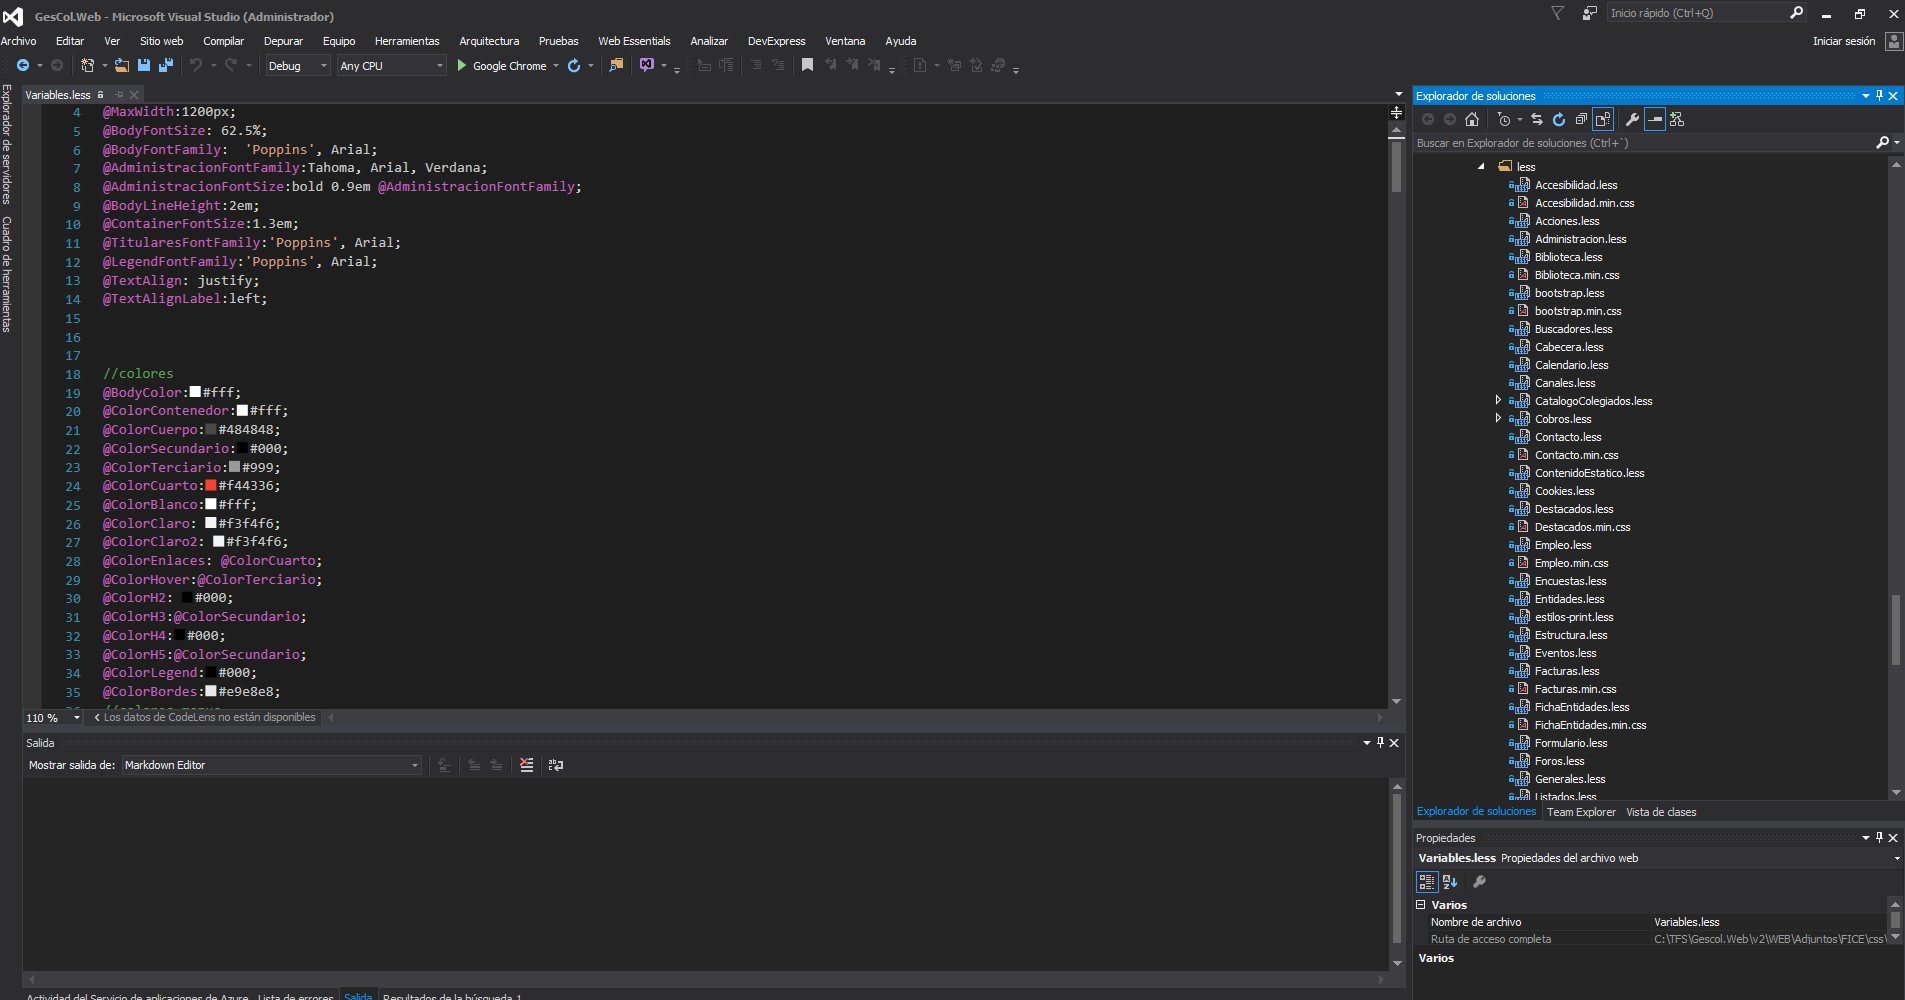 GesCol.Web - Microsoft Visual Studio (Administrador)
Inicio rápido (Ctrl+Q)
Archivo Editar Ver Sitio web Compilar Depurar Equipo Herramientas Arquitectura Pruebas Web Essentials Analizar DevExpress Ventana Ayuda
Iniciar sesión
Debug Any CPU Google Chrome
Explorador de servidores
Cuadro de herramientas
Variables.less
4 @MaxWidth:1200px;
5 @BodyFontSize: 62.5%;
6 @BodyFontFamily:  'Poppins', Arial;
7 @AdministracionFontFamily:Tahoma, Arial, Verdana;
8 @AdministracionFontSize:bold 0.9em @AdministracionFontFamily;
9 @BodyLineHeight:2em;
10 @ContainerFontSize:1.3em;
11 @TitularesFontFamily:'Poppins', Arial;
12 @LegendFontFamily:'Poppins', Arial;
13 @TextAlign: justify;
14 @TextAlignLabel:left;
15
16
17
18 //colores
19 @BodyColor:#fff;
20 @ColorContenedor:#fff;
21 @ColorCuerpo:#484848;
22 @ColorSecundario:#000;
23 @ColorTerciario:#999;
24 @ColorCuarto:#f44336;
25 @ColorBlanco:#fff;
26 @ColorClaro: #f3f4f6;
27 @ColorClaro2: #f3f4f6;
28 @ColorEnlaces: @ColorCuarto;
29 @ColorHover:@ColorTerciario;
30 @ColorH2: #000;
31 @ColorH3:@ColorSecundario;
32 @ColorH4:#000;
33 @ColorH5:@ColorSecundario;
34 @ColorLegend:#000;
35 @ColorBordes:#e9e8e8;
110 % Los datos de CodeLens no están disponibles
Salida
Mostrar salida de: Markdown Editor
Actividad del Servicio de aplicaciones de Azure Lista de errores Salida Resultados de la búsqueda 1
Explorador de soluciones
Buscar en Explorador de soluciones (Ctrl+`)
less
Accesibilidad.less
Accesibilidad.min.css
Acciones.less
Administracion.less
Biblioteca.less
Biblioteca.min.css
bootstrap.less
bootstrap.min.css
Buscadores.less
Cabecera.less
Calendario.less
Canales.less
CatalogoColegiados.less
Cobros.less
Contacto.less
Contacto.min.css
ContenidoEstatico.less
Cookies.less
Destacados.less
Destacados.min.css
Empleo.less
Empleo.min.css
Encuestas.less
Entidades.less
estilos-print.less
Estructura.less
Eventos.less
Facturas.less
Facturas.min.css
FichaEntidades.less
FichaEntidades.min.css
Formulario.less
Foros.less
Generales.less
Listados.less
Explorador de soluciones Team Explorer Vista de clases
Propiedades
Variables.less Propiedades del archivo web
Varios
Nombre de archivo Variables.less
Ruta de acceso completa C:\TFS\Gescol.Web\v2\WEB\Adjuntos\FICE\css\
Varios